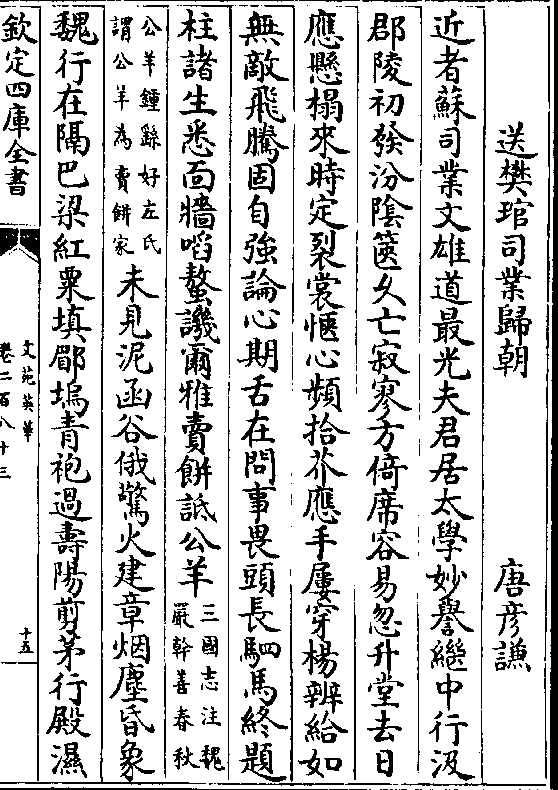 送樊琯司業歸朝 唐彦謙
近者蘇司業文雄道最光夫君居太學妙譽繼中行汲
郡陵初發汾陰篋久亡寂寥方倚席容易忽升堂去日
應懸榻來時定裂裳愜心頻拾芥應手屢穿楊辨給如
無敵飛騰固自強論心期舌在問事畏頭長駟馬終題
柱諸生悉面牆啗螯譏爾雅賣餅詆公羊三國志注魏
嚴幹善春秋
公羊鍾繇好左氏
謂公羊為賣餅家未見泥函谷俄驚火建章烟塵昏象
魏行在隔巴梁紅粟填郿塢青袍過壽陽剪茅行殿濕
欽定四庫全書
文苑英華
卷二百八十三
十五